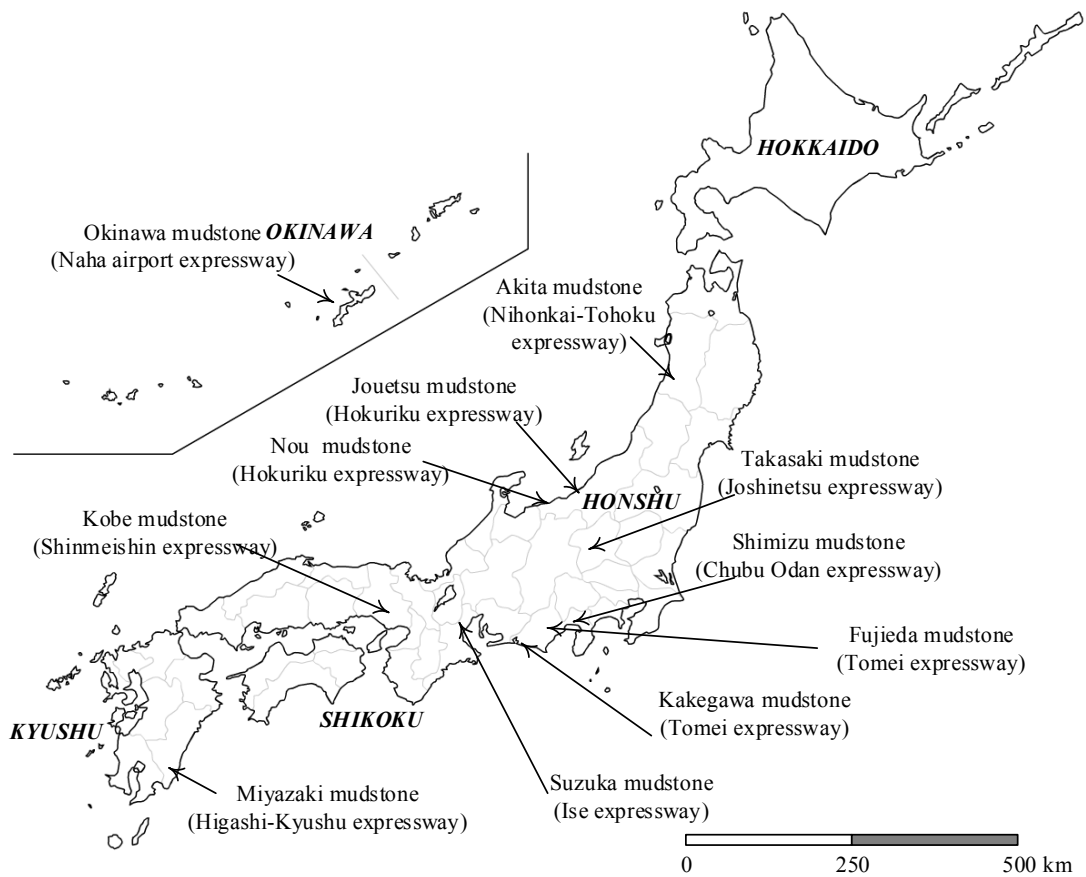 HOKKAIDO
Okinawa mudstone OKINAWA
(Naha airport expressway)
Akita mudstone
(Nihonkai-Tohoku
expressway)
Jouetsu mudstone
(Hokuriku expressway)
Nou mudstone
(Hokuriku expressway)
HONSHU
Takasaki mudstone
(Joshinetsu expressway)
Kobe mudstone
(Shinmeishin expressway)
Shimizu mudstone
(Chubu Odan expressway)
Fujieda mudstone
(Tomei expressway)
Kakegawa mudstone
(Tomei expressway)
SHIKOKU
KYUSHU
Suzuka mudstone
(Ise expressway)
Miyazaki mudstone
(Higashi-Kyushu expressway)
0 250 500 km